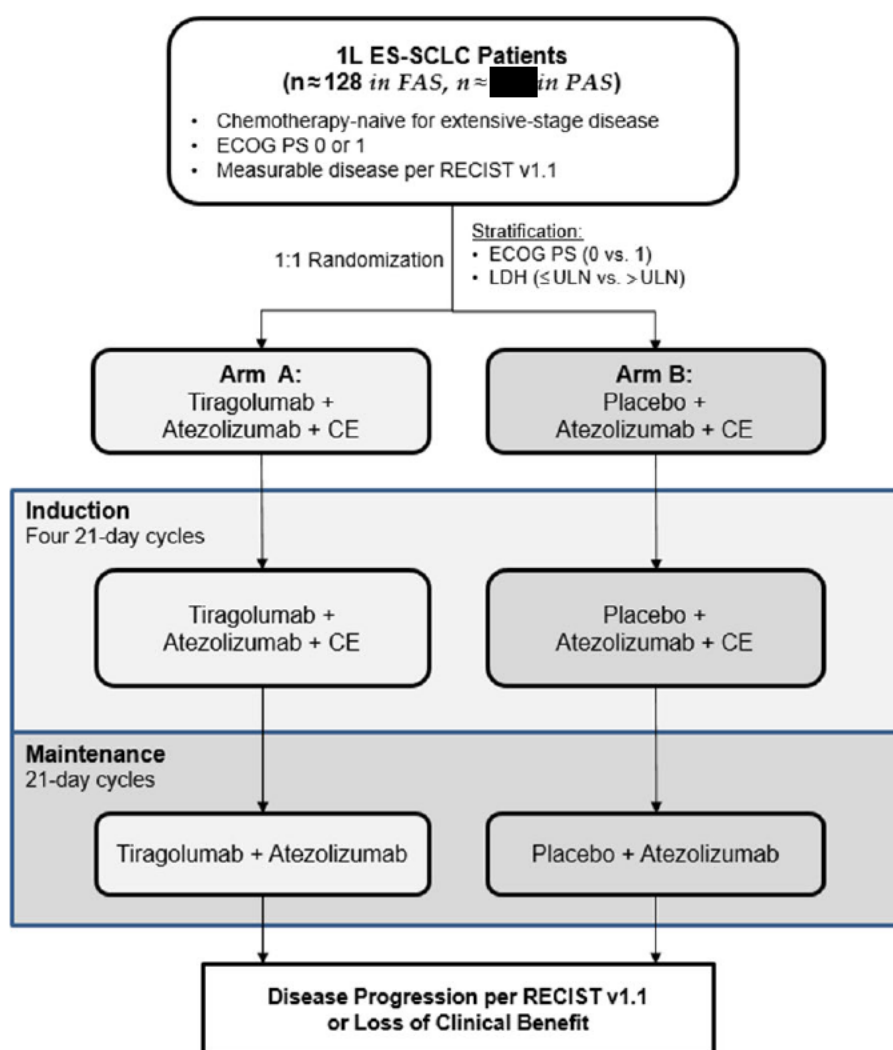 1L ES-SCLC Patients
(n≈128 in FAS, n≈ in PAS)
• Chemotherapy-naive for extensive-stage disease
• ECOG PS 0 or 1
• Measurable disease per RECIST v1.1
1:1 Randomization
Stratification:
• ECOG PS (0 vs. 1)
• LDH (≤ULN vs. >ULN)
Arm A:
Tiragolumab +
Atezolizumab + CE
Arm B:
Placebo +
Atezolizumab + CE
Induction
Four 21-day cycles
Tiragolumab +
Atezolizumab + CE
Placebo +
Atezolizumab + CE
Maintenance
21-day cycles
Tiragolumab + Atezolizumab
Placebo + Atezolizumab
Disease Progression per RECIST v1.1
or Loss of Clinical Benefit